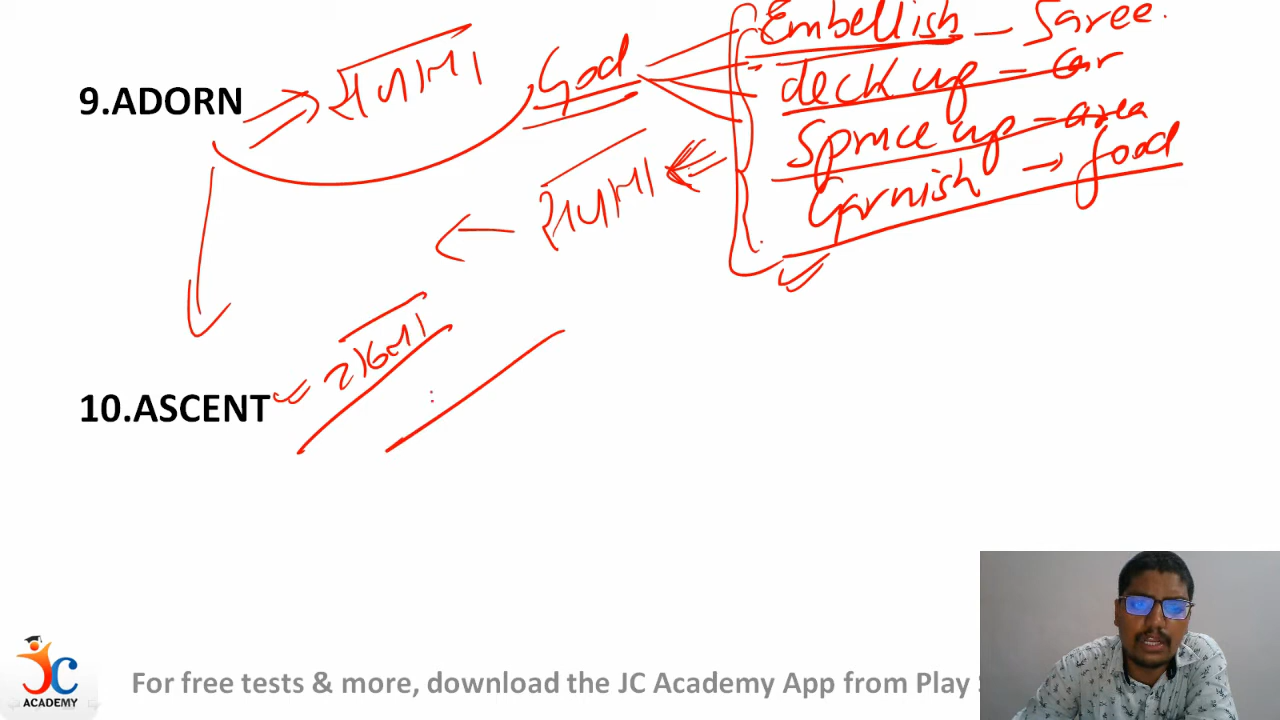 Embellish - Saree.
9.ADORN सजाना God deck up - Car
Spruce up - area
सजाना Garnish → food
10.ASCENT
JC
ACADEMY
For free tests & more, download the JC Academy App from Play